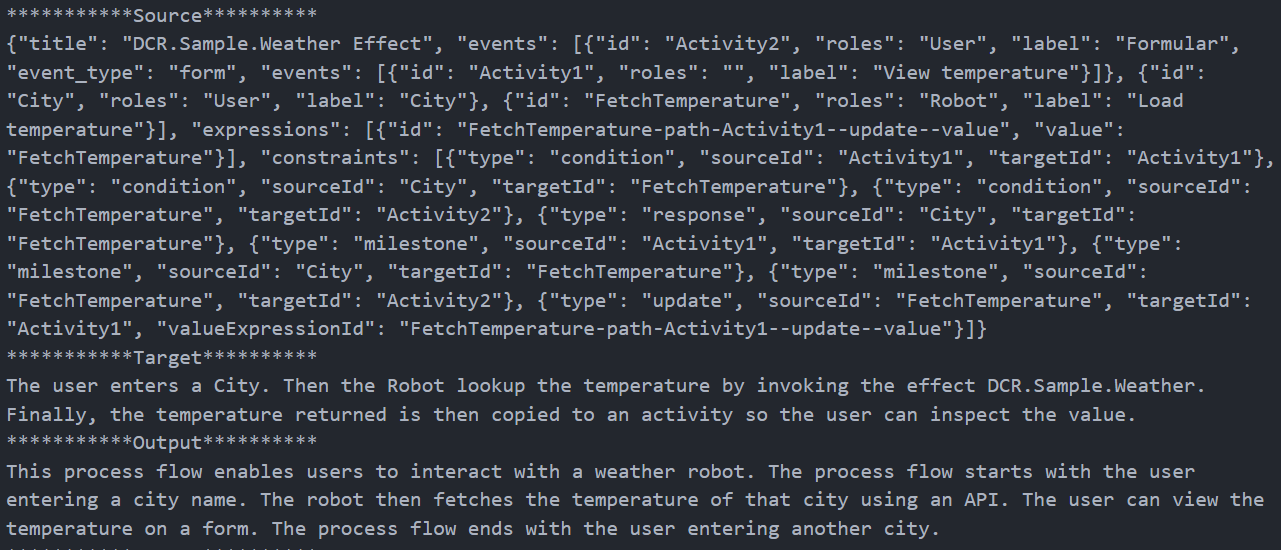 ***********Source**********
{"title": "DCR.Sample.Weather Effect", "events": [{"id": "Activity2", "roles": "User", "label": "Formular",
"event_type": "form", "events": [{"id": "Activity1", "roles": "", "label": "View temperature"}]}, {"id":
"City", "roles": "User", "label": "City"}, {"id": "FetchTemperature", "roles": "Robot", "label": "Load
temperature"}], "expressions": [{"id": "FetchTemperature-path-Activity1--update--value", "value":
"FetchTemperature"}], "constraints": [{"type": "condition", "sourceId": "Activity1", "targetId": "Activity1"},
{"type": "condition", "sourceId": "City", "targetId": "FetchTemperature"}, {"type": "condition", "sourceId":
"FetchTemperature", "targetId": "Activity2"}, {"type": "response", "sourceId": "City", "targetId":
"FetchTemperature"}, {"type": "milestone", "sourceId": "Activity1", "targetId": "Activity1"}, {"type":
"milestone", "sourceId": "City", "targetId": "FetchTemperature"}, {"type": "milestone", "sourceId":
"FetchTemperature", "targetId": "Activity2"}, {"type": "update", "sourceId": "FetchTemperature", "targetId":
"Activity1", "valueExpressionId": "FetchTemperature-path-Activity1--update--value"}]}
***********Target**********
The user enters a City. Then the Robot lookup the temperature by invoking the effect DCR.Sample.Weather.
Finally, the temperature returned is then copied to an activity so the user can inspect the value.
***********Output**********
This process flow enables users to interact with a weather robot. The process flow starts with the user
entering a city name. The robot then fetches the temperature of that city using an API. The user can view the
temperature on a form. The process flow ends with the user entering another city.